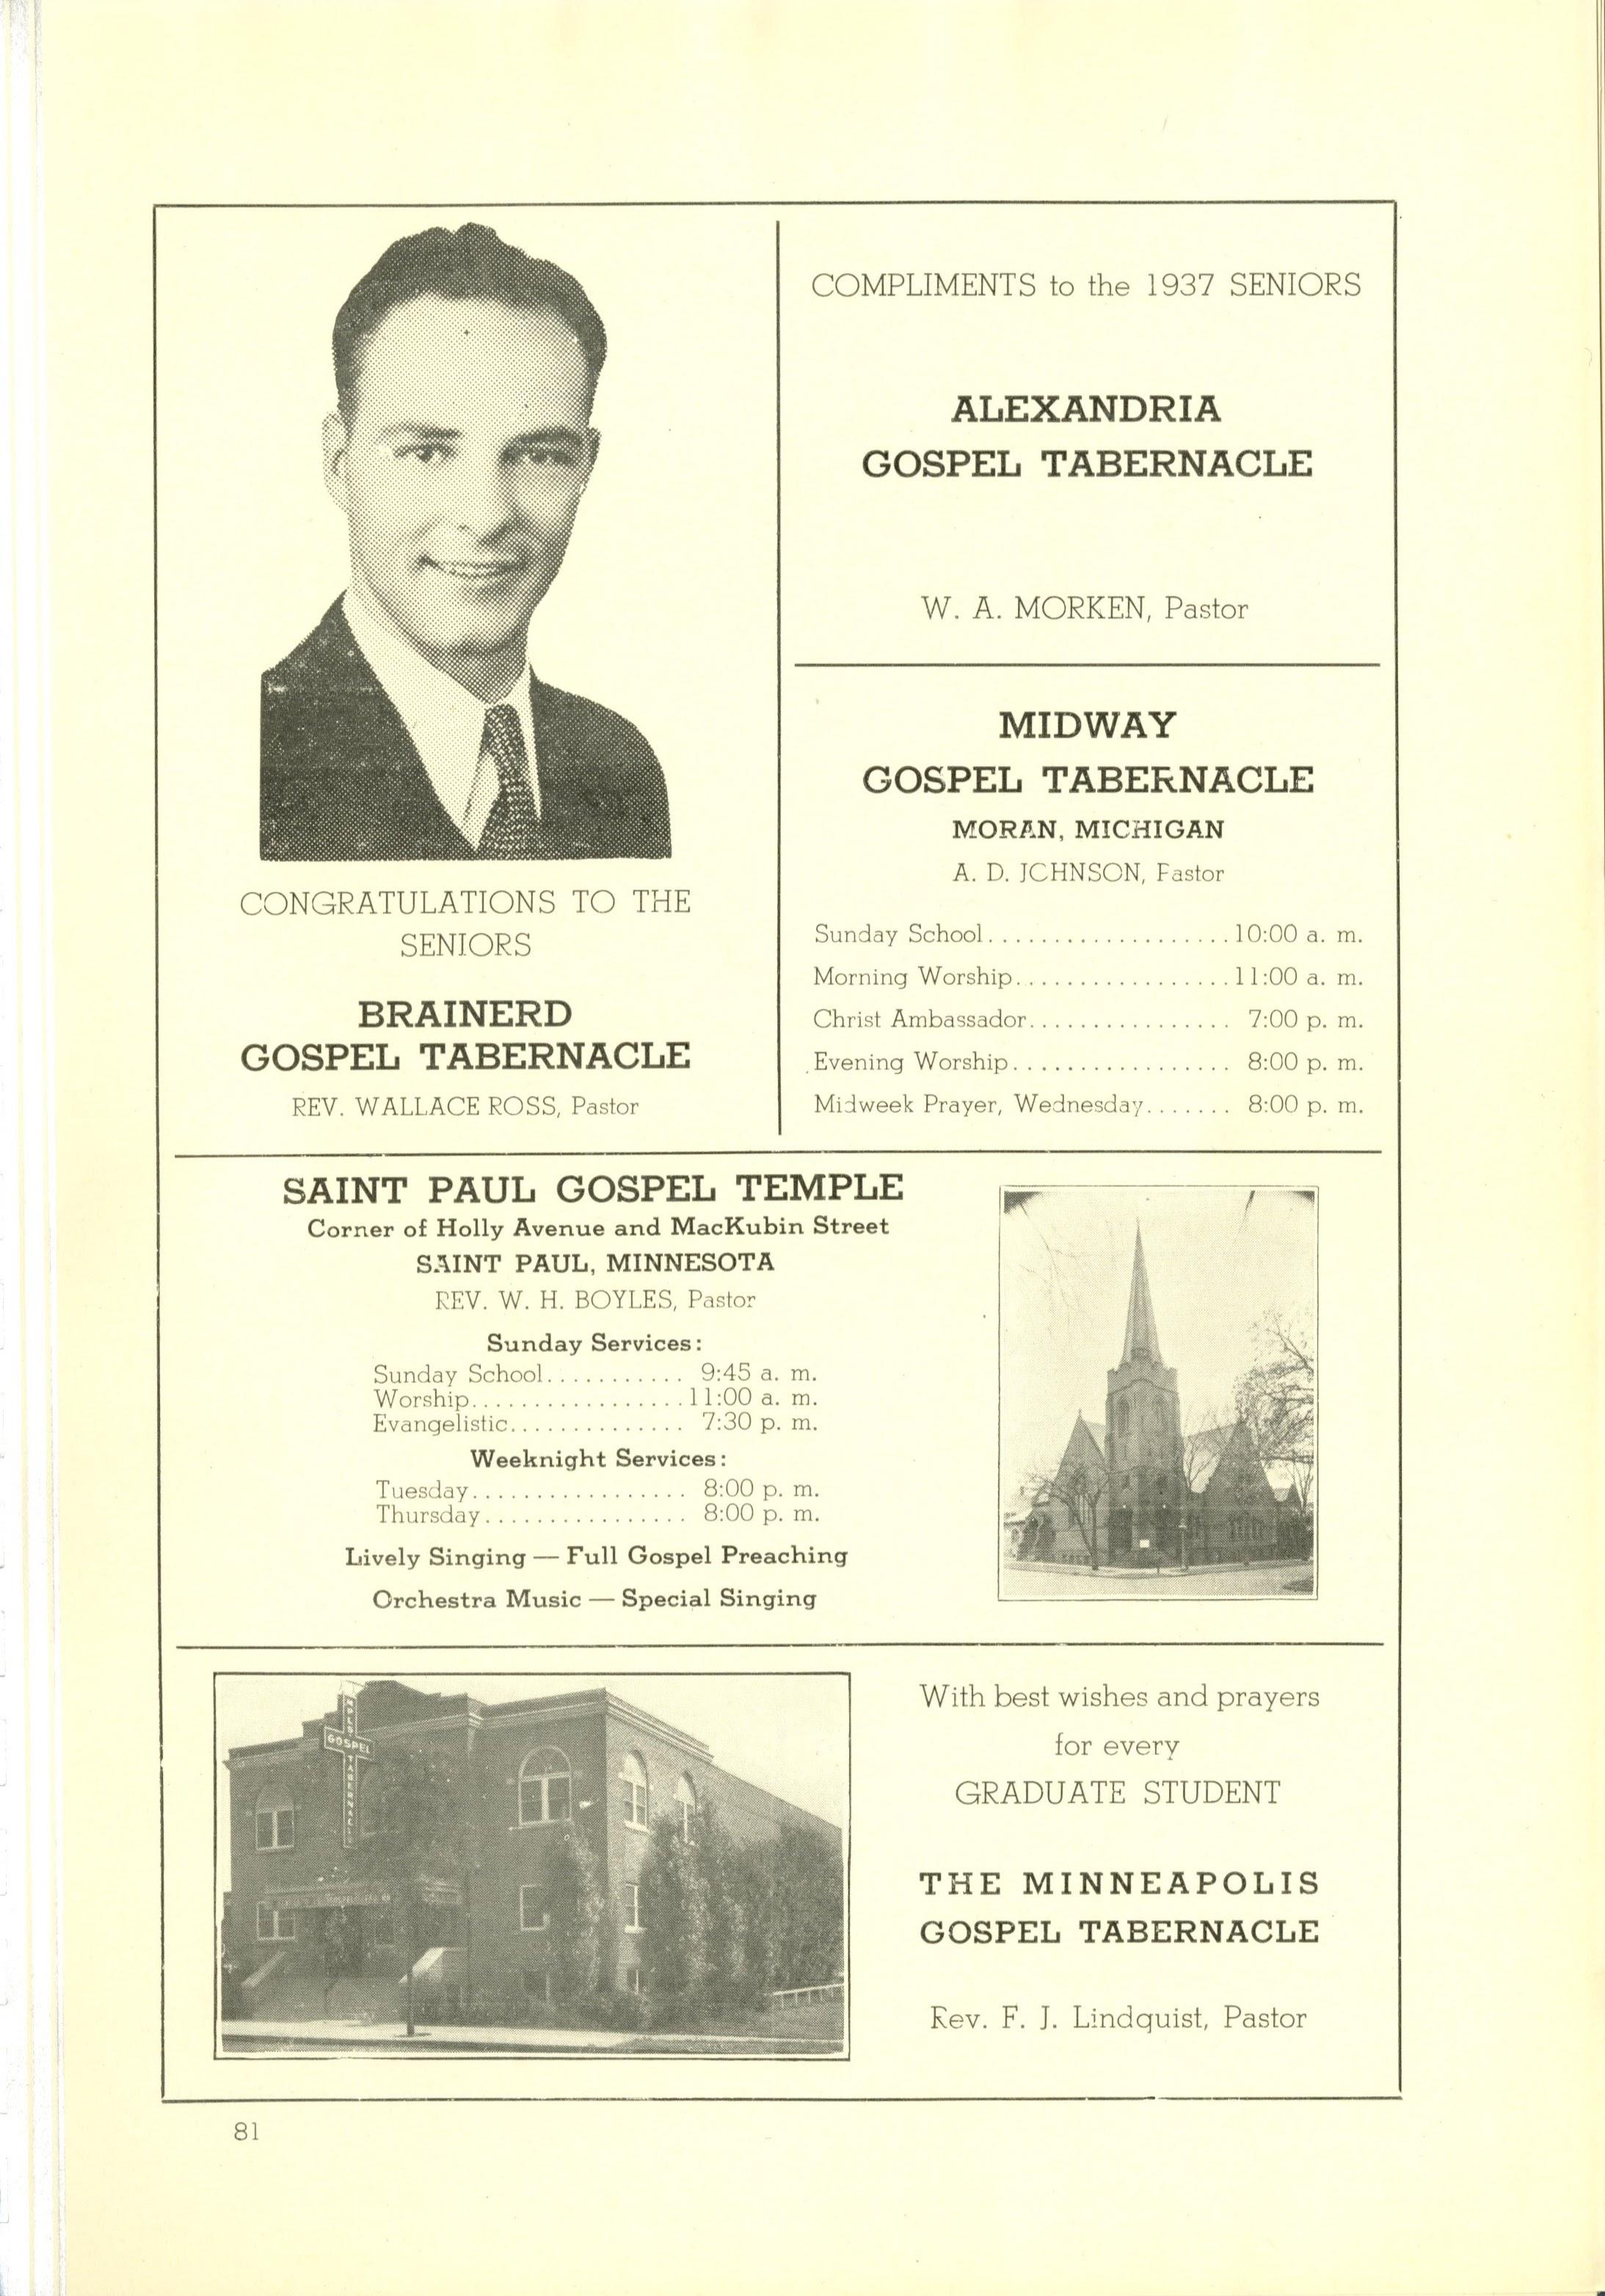 CONGRATULATIONS TO THE
SENIORS
BRAINERD
GOSPEL TABERNACLE
REV. WALLACE ROSS, Pastor
COMPLIMENTS to the 1937 SENIORS
ALEXANDRIA
GOSPEL TABERNACLE
W. A. MORKEN, Pastor
MIDWAY
GOSPEL TABERNACLE
MORAN, MICHIGAN
A. D. JOHNSON, Pastor
Sunday School...................10:00 a. m.
Morning Worship.................11:00 a. m.
Christ Ambassador................ 7:00 p. m.
Evening Worship................. 8:00 p. m.
Midweek Prayer, Wednesday....... 8:00 p. m.
SAINT PAUL GOSPEL TEMPLE
Corner of Holly Avenue and MacKubin Street
SAINT PAUL, MINNESOTA
REV. W. H. BOYLES, Pastor
Sunday Services:
Sunday School........... 9:45 a. m.
Worship.................11:00 a. m.
Evangelistic.............. 7:30 p. m.
Weeknight Services:
Tuesday................. 8:00 p. m.
Thursday................ 8:00 p. m.
Lively Singing — Full Gospel Preaching
Orchestra Music — Special Singing
MPLS
GOSPEL
TABERNACLE
With best wishes and prayers
for every
GRADUATE STUDENT
THE MINNEAPOLIS
GOSPEL TABERNACLE
Rev. F. J. Lindquist, Pastor
81